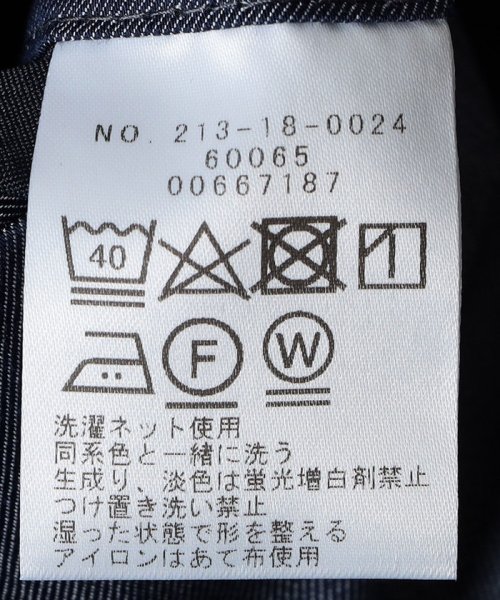 NO. 213-18-0024
60065
00667187
40
F
W
洗濯ネット使用
同系色と一緒に洗う
生成り、淡色は蛍光増白剤禁止
つけ置き洗い禁止
湿った状態で形を整える
アイロンはあて布使用